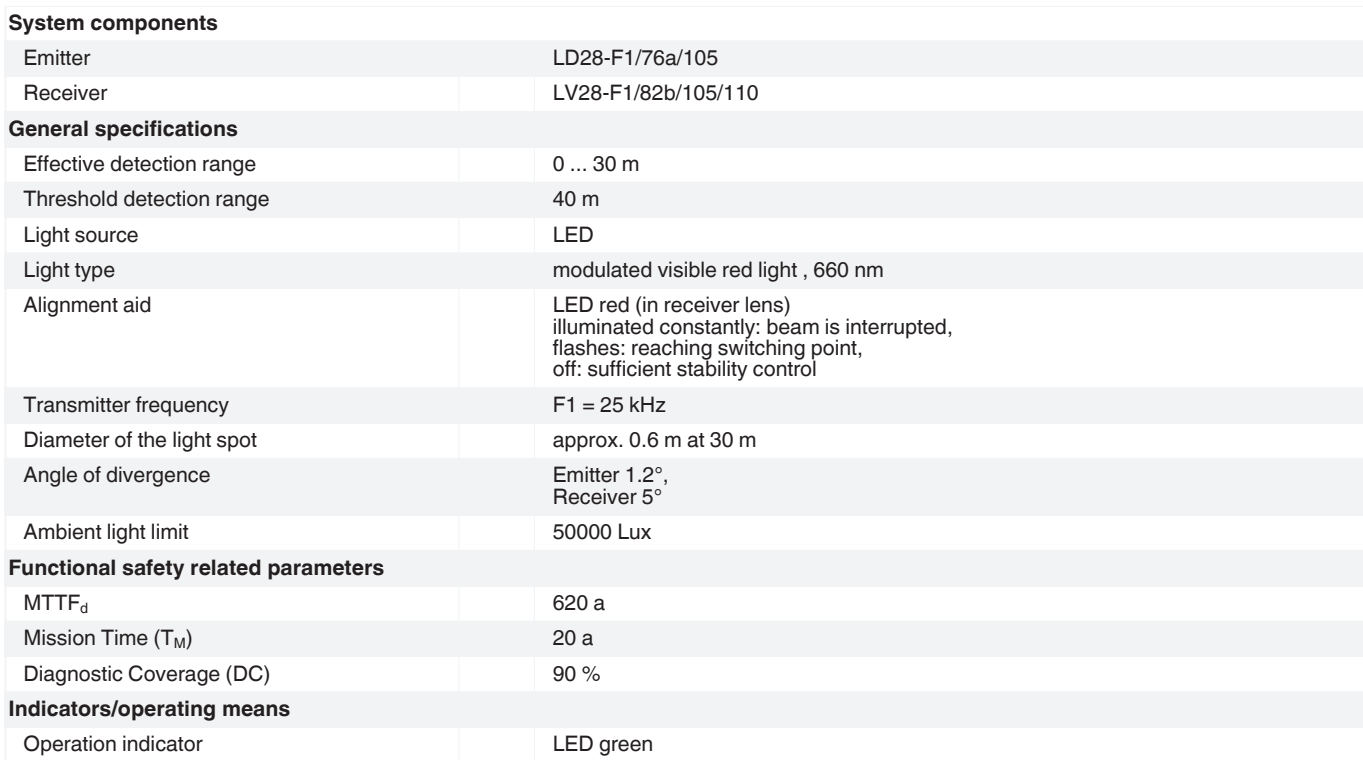 System components
Emitter LD28-F1/76a/105
Receiver LV28-F1/82b/105/110
General specifications
Effective detection range 0 ... 30 m
Threshold detection range 40 m
Light source LED
Light type modulated visible red light , 660 nm
Alignment aid LED red (in receiver lens)
illuminated constantly: beam is interrupted,
flashes: reaching switching point,
off: sufficient stability control
Transmitter frequency F1 = 25 kHz
Diameter of the light spot approx. 0.6 m at 30 m
Angle of divergence Emitter 1.2°,
Receiver 5°
Ambient light limit 50000 Lux
Functional safety related parameters
MTTFd 620 a
Mission Time (TM) 20 a
Diagnostic Coverage (DC) 90 %
Indicators/operating means
Operation indicator LED green